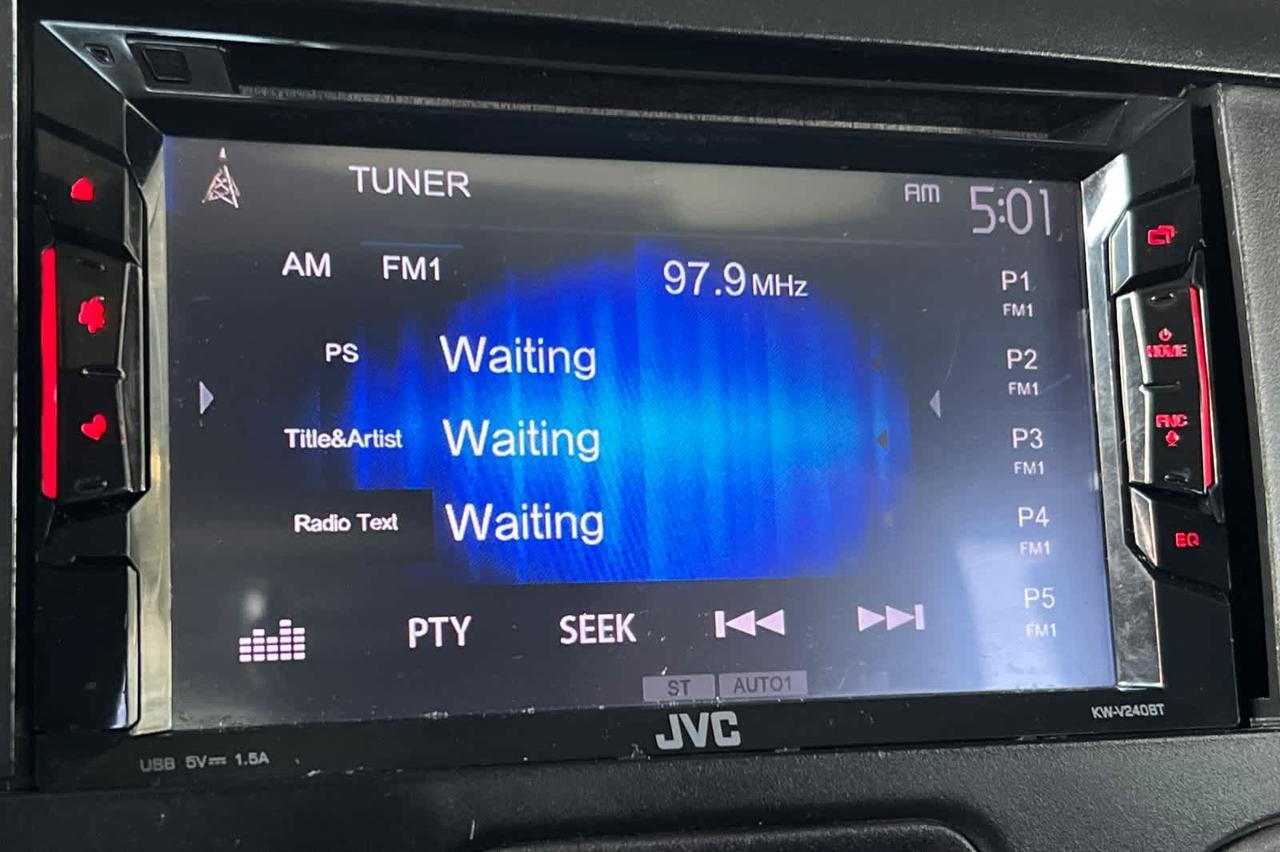 TUNER
AM 5:01
AM FM1 97.9 MHz
PS Waiting
Title&Artist Waiting
Radio Text Waiting
P1
FM1
P2
FM1
P3
FM1
P4
FM1
P5
FM1
HOME
FNC
EQ
PTY SEEK
ST AUTO1
JVC
KW-V240BT
USB 5V 1.5A